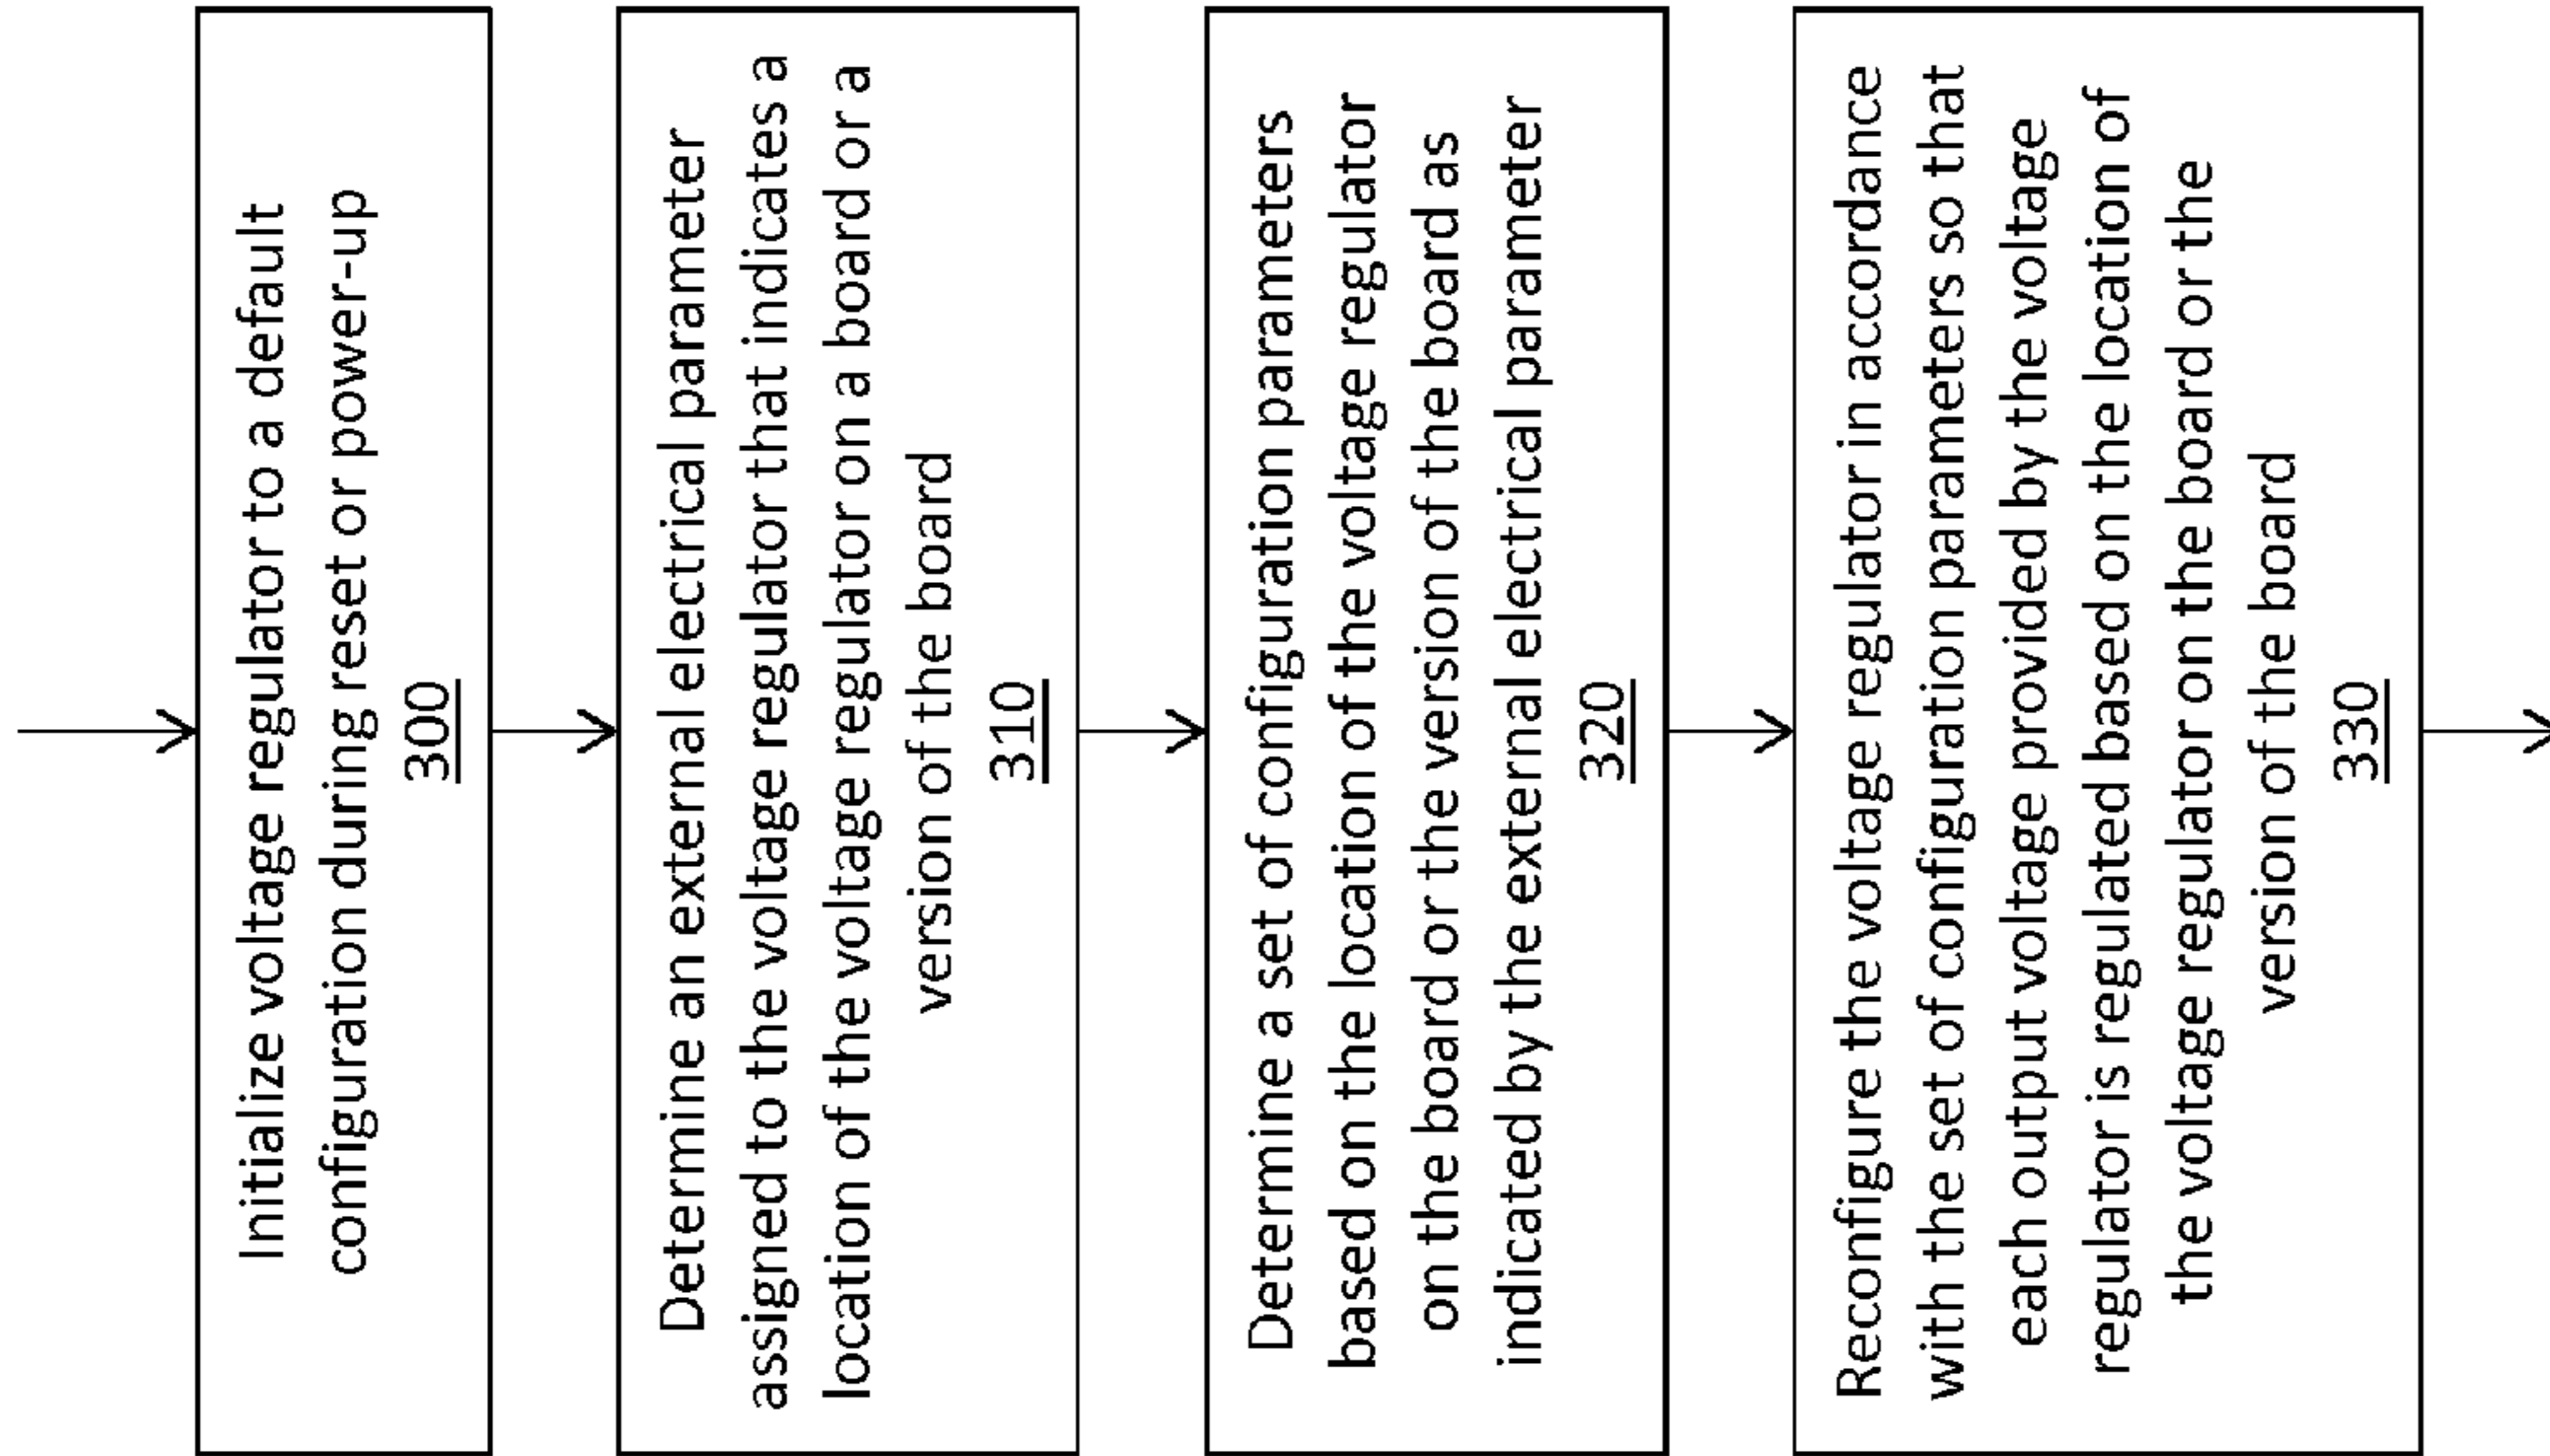 Initialize voltage regulator to a default
configuration during reset or power-up
300
Determine an external electrical parameter
assigned to the voltage regulator that indicates a
location of the voltage regulator on a board or a
version of the board
310
Determine a set of configuration parameters
based on the location of the voltage regulator
on the board or the version of the board as
indicated by the external electrical parameter
320
Reconfigure the voltage regulator in accordance
with the set of configuration parameters so that
each output voltage provided by the voltage
regulator is regulated based on the location of
the voltage regulator on the board or the
version of the board
330